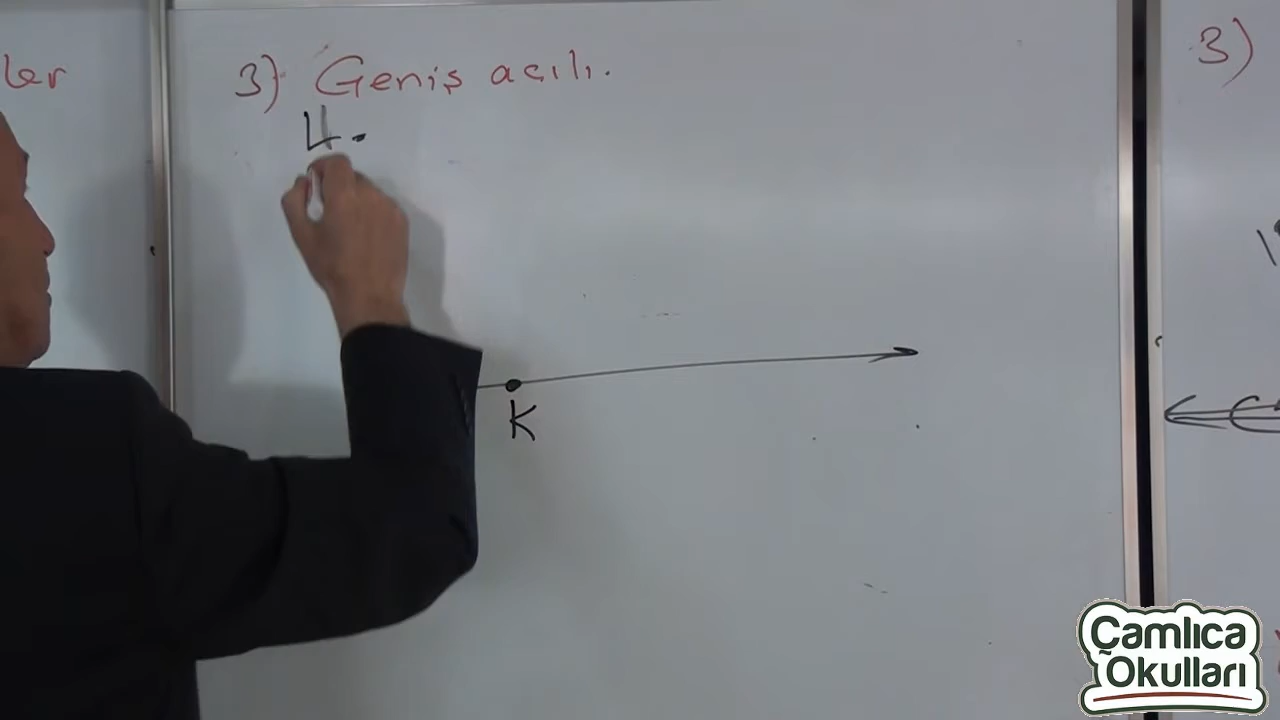 ler
3) Geniş açılı.
H.
K
3)
Çamlıca
Okulları